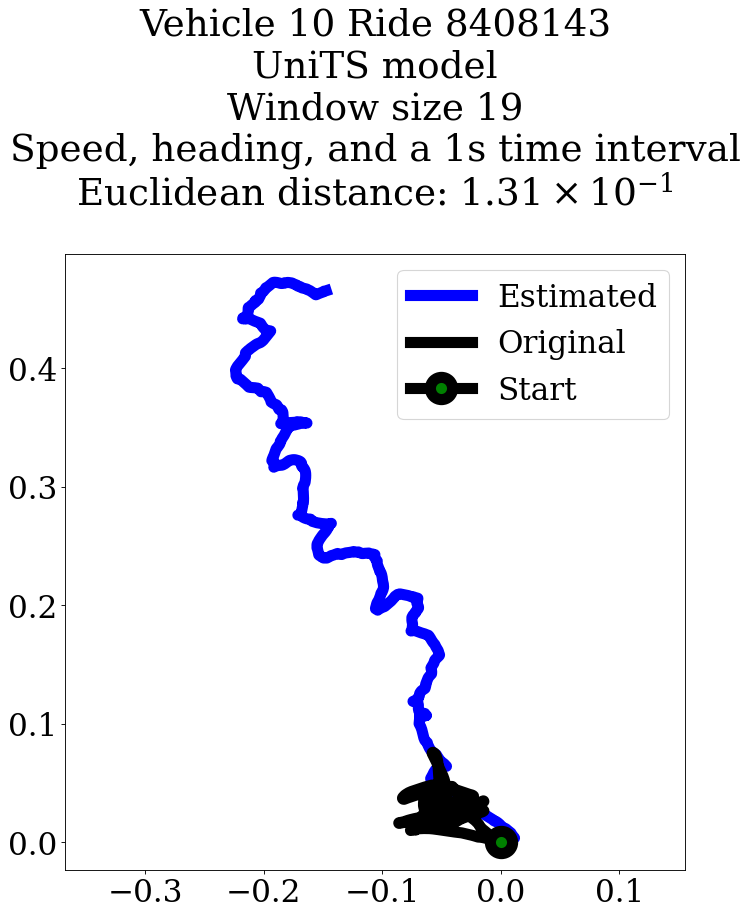 Vehicle 10 Ride 8408143
UniTS model
Window size 19
Speed, heading, and a 1s time interval
Euclidean distance: 1.31 × 10⁻¹
Estimated
Original
Start
0.4
0.3
0.2
0.1
0.0
−0.3 −0.2 −0.1 0.0 0.1